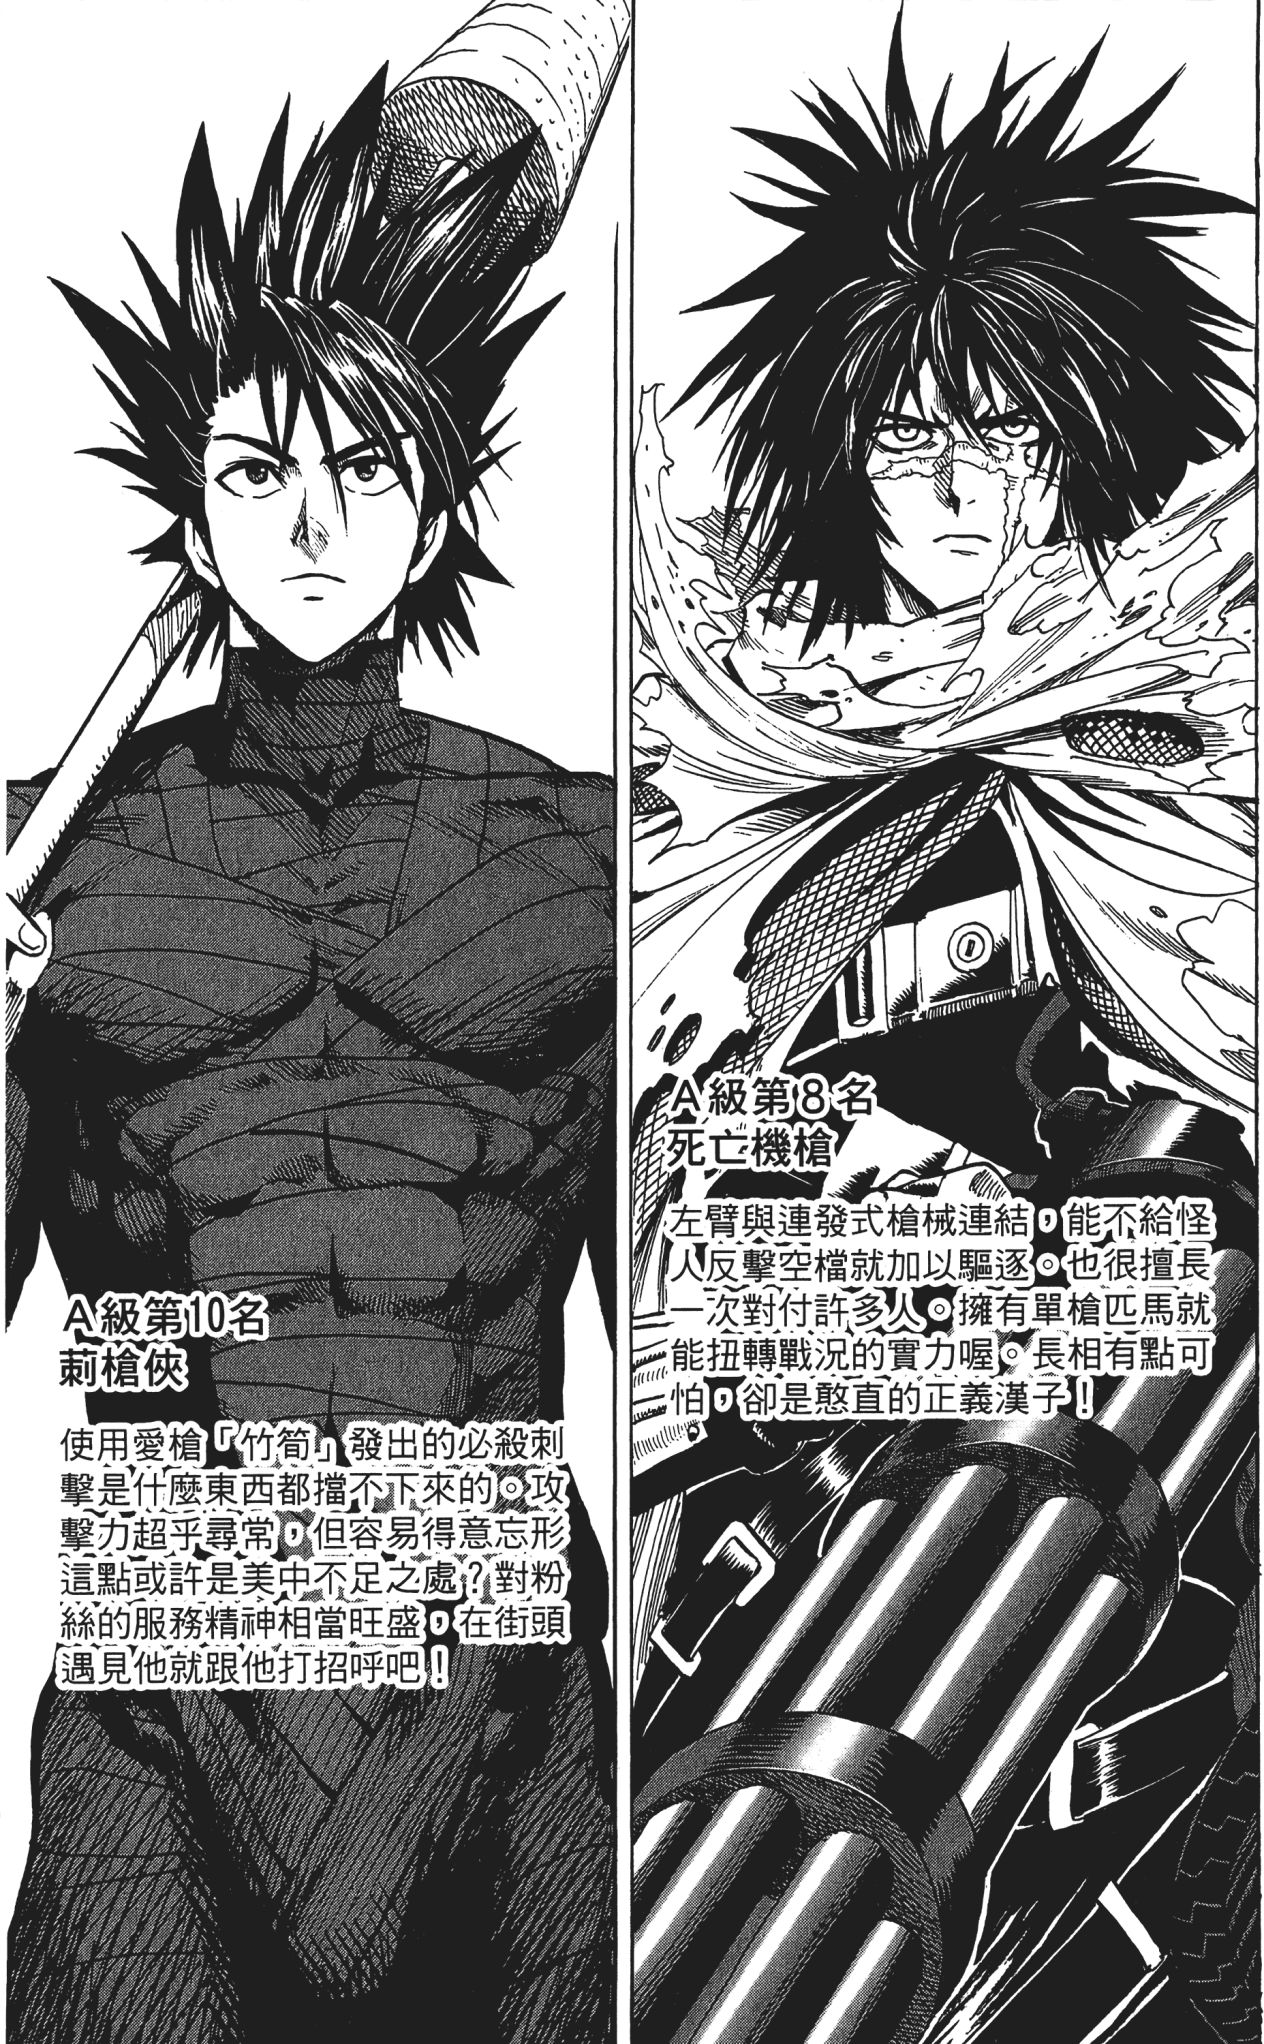 A級第8名
死亡機槍
左臂與連發式槍械連結，能不給怪
人反擊空檔就加以驅逐。也很擅長
一次對付許多人。擁有單槍匹馬就
能扭轉戰況的實力喔。長相有點可
怕，卻是憨直的正義漢子！
A級第10名
莿槍俠
使用愛槍「竹筍」發出的必殺刺
擊是什麼東西都擋不下來的。攻
擊力超乎尋常，但容易得意忘形
這點或許是美中不足之處？對粉
絲的服務精神相當旺盛，在街頭
遇見他就跟他打招呼吧！